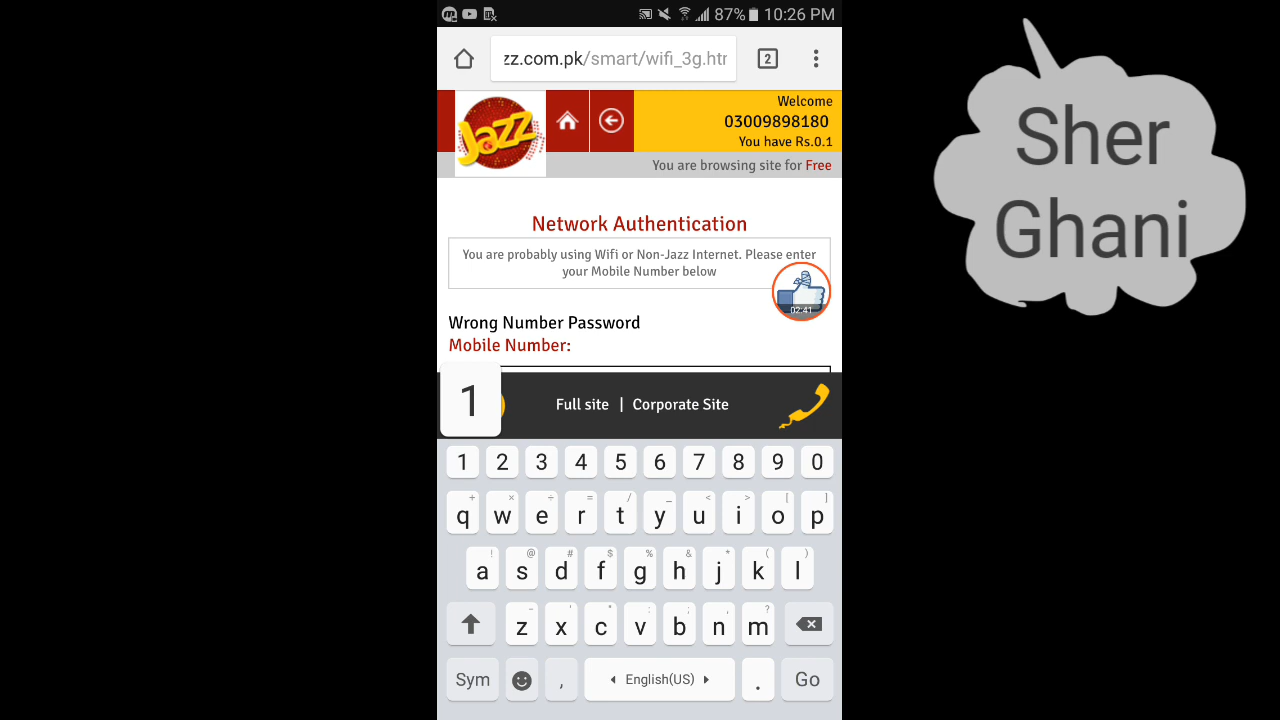 87% 10:26 PM
zz.com.pk/smart/wifi_3g.htr
2
Jazz
Welcome
03009898180
You have Rs.0.1
You are browsing site for Free
Sher
Ghani
Network Authentication
You are probably using Wifi or Non-Jazz Internet. Please enter
your Mobile Number below
02:41
Wrong Number Password
Mobile Number:
1
Full site | Corporate Site
1 2 3 4 5 6 7 8 9 0
+ × ÷ = / _ < > [ ]
q w e r t y u i o p
! @ # $ % & * ( )
a s d f g h j k l
- ' " : ; , ?
z x c v b n m
Sym , English(US) . Go